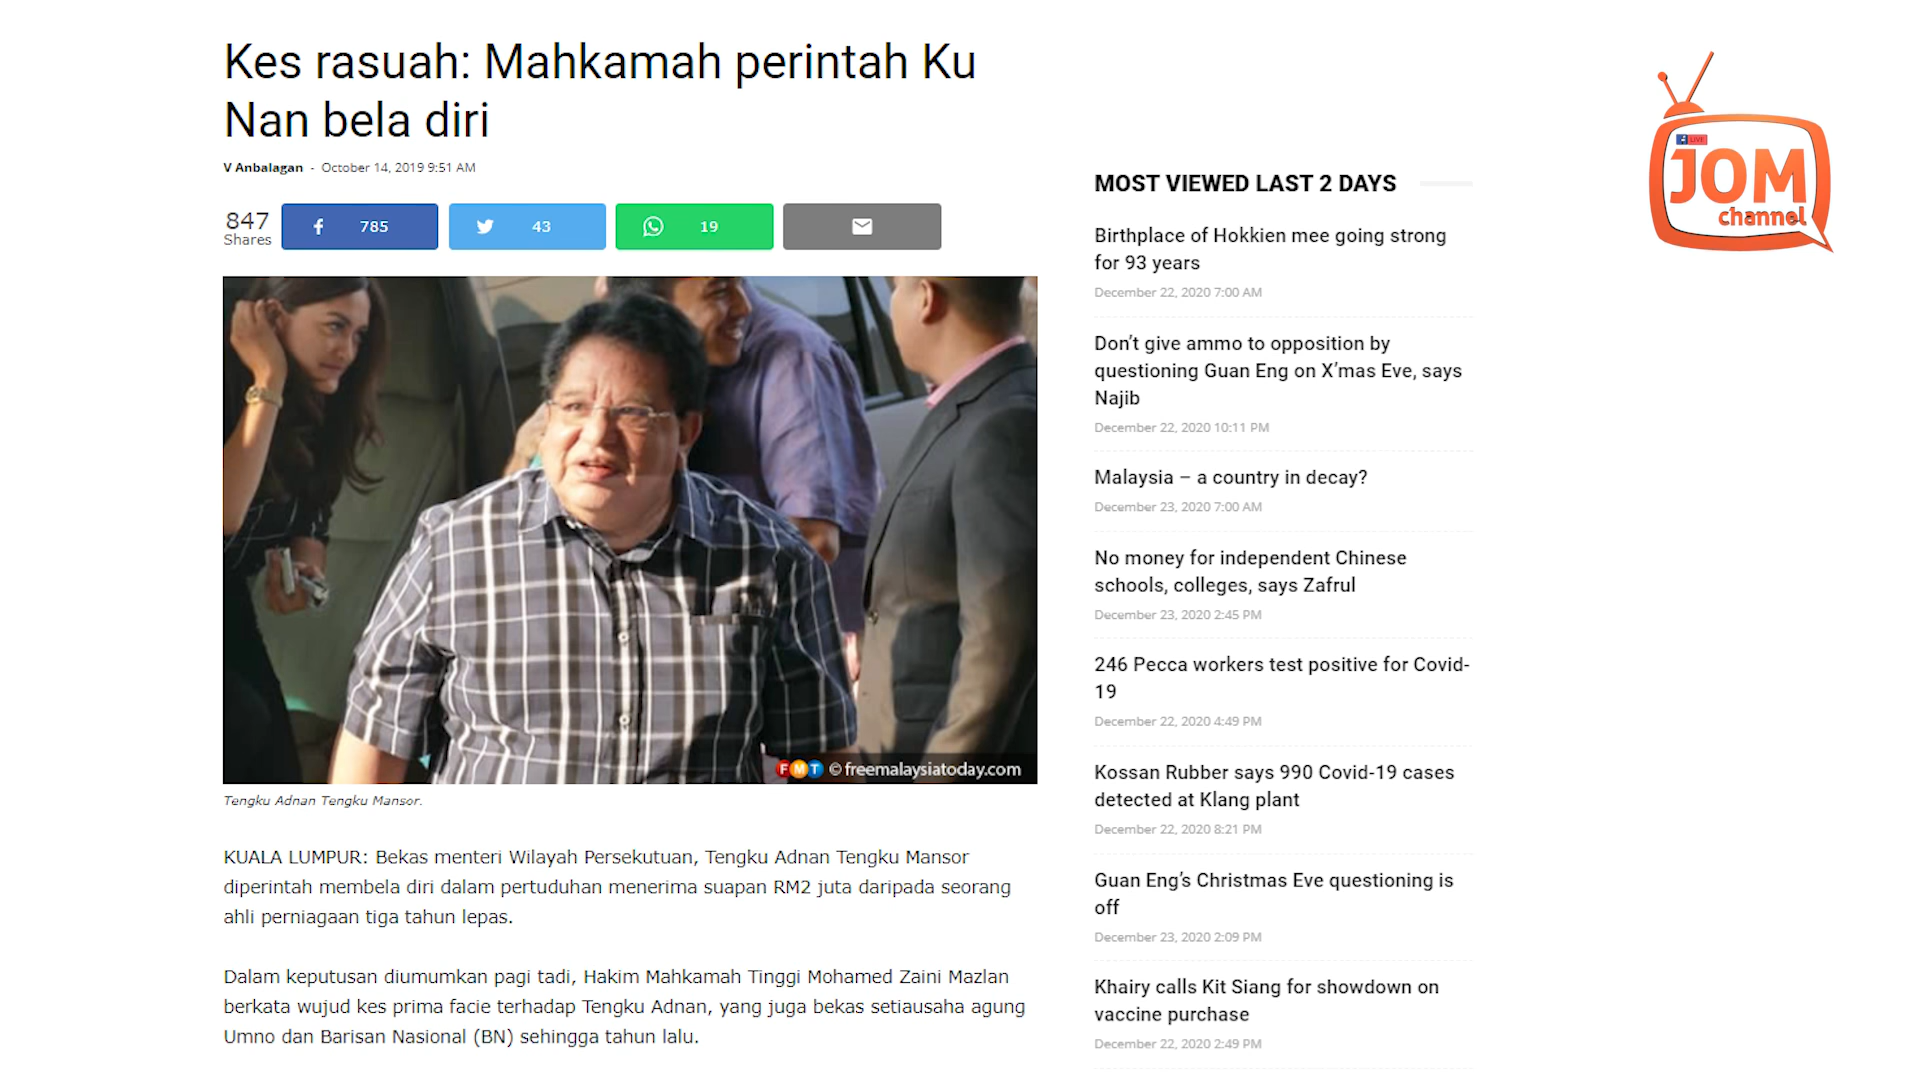 Kes rasuah: Mahkamah perintah Ku
Nan bela diri
V Anbalagan - October 14, 2019 9:51 AM
847
Shares
785
43
19
FMT © freemalaysiatoday.com
Tengku Adnan Tengku Mansor.
KUALA LUMPUR: Bekas menteri Wilayah Persekutuan, Tengku Adnan Tengku Mansor
diperintah membela diri dalam pertuduhan menerima suapan RM2 juta daripada seorang
ahli perniagaan tiga tahun lepas.
Dalam keputusan diumumkan pagi tadi, Hakim Mahkamah Tinggi Mohamed Zaini Mazlan
berkata wujud kes prima facie terhadap Tengku Adnan, yang juga bekas setiausaha agung
Umno dan Barisan Nasional (BN) sehingga tahun lalu.
MOST VIEWED LAST 2 DAYS
Birthplace of Hokkien mee going strong
for 93 years
December 22, 2020 7:00 AM
Don't give ammo to opposition by
questioning Guan Eng on X'mas Eve, says
Najib
December 22, 2020 10:11 PM
Malaysia – a country in decay?
December 23, 2020 7:00 AM
No money for independent Chinese
schools, colleges, says Zafrul
December 23, 2020 2:45 PM
246 Pecca workers test positive for Covid-
19
December 22, 2020 4:49 PM
Kossan Rubber says 990 Covid-19 cases
detected at Klang plant
December 22, 2020 8:21 PM
Guan Eng's Christmas Eve questioning is
off
December 23, 2020 2:09 PM
Khairy calls Kit Siang for showdown on
vaccine purchase
December 22, 2020 2:49 PM
LIVE
JOM
channel